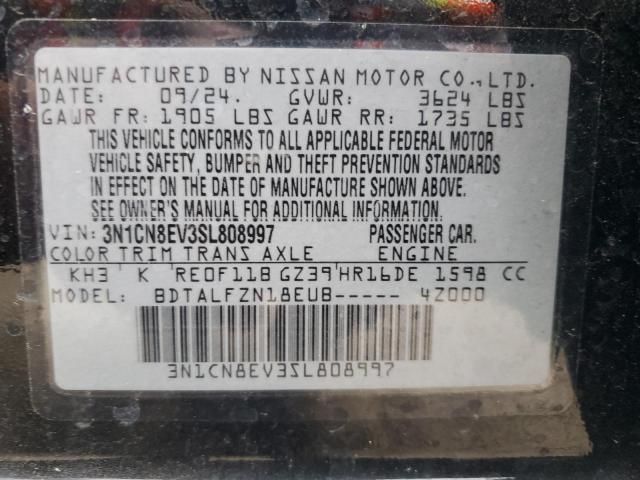 MANUFACTURED BY NISSAN MOTOR CO.,LTD.
DATE: 09/24. GVWR: 3624 LBS
GAWR FR: 1905 LBS GAWR RR: 1735 LBS
THIS VEHICLE CONFORMS TO ALL APPLICABLE FEDERAL MOTOR
VEHICLE SAFETY, BUMPER AND THEFT PREVENTION STANDARDS
IN EFFECT ON THE DATE OF MANUFACTURE SHOWN ABOVE.
SEE OWNER'S MANUAL FOR ADDITIONAL INFORMATION
VIN: 3N1CN8EV3SL808997 PASSENGER CAR.
COLOR TRIM TRANS AXLE ENGINE
KH3 K RE0F11B GZ39 HR16DE 1598 CC
MODEL: BDTALFZN18EUB----- 4Z000
3N1CN8EV3SL808997